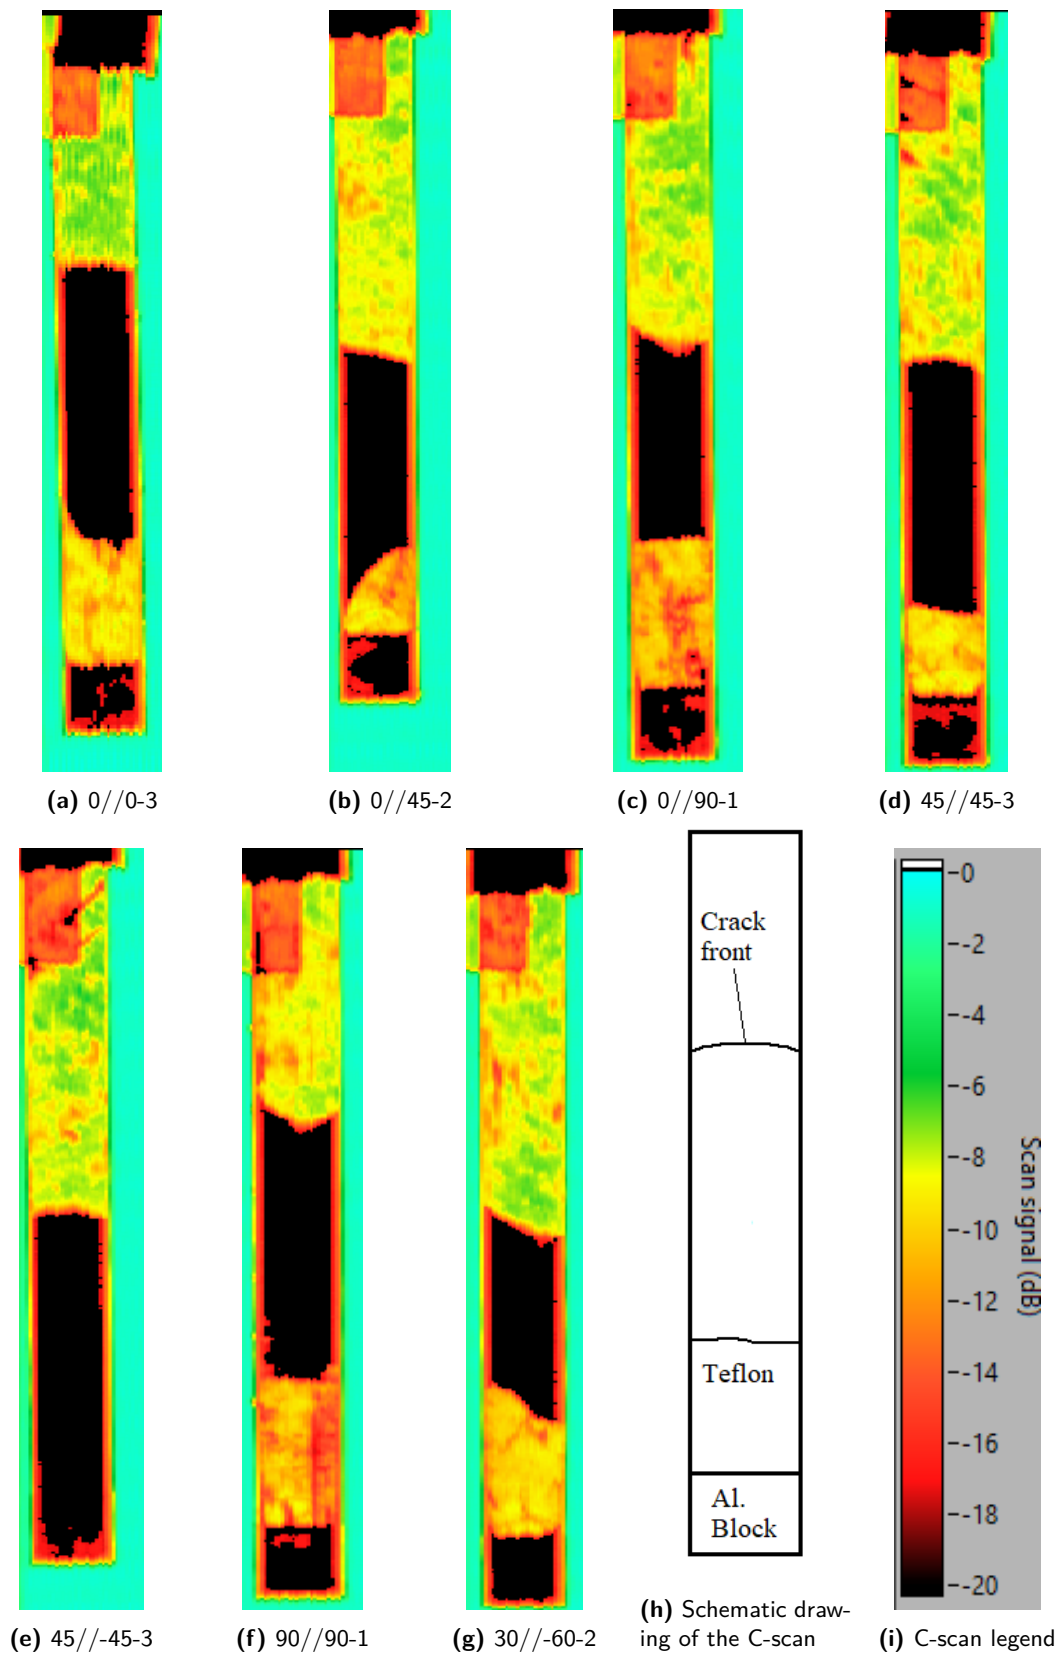 (a) 0//0-3
(b) 0//45-2
(c) 0//90-1
(d) 45//45-3
Crack
front
Teflon
Al.
Block
-0
--2
--4
--6
--8
--10
--12
--14
--16
--18
--20
Scan signal (dB)
(e) 45//-45-3
(f) 90//90-1
(g) 30//-60-2
(h) Schematic draw-
ing of the C-scan
(i) C-scan legend